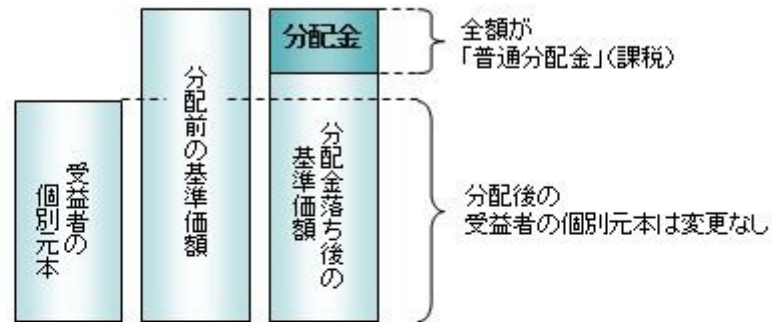 受益者の
個別元本
分配前の基準価額
分配金
分配金落ち後の
基準価額
全額が
「普通分配金」(課税)
分配後の
受益者の個別元本は変更なし